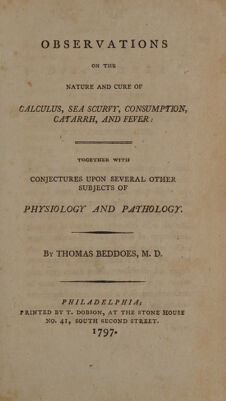 OBSERVATIONS
ON THE
NATURE AND CURE OF
CALCULUS, SEA SCURVY, CONSUMPTION,
CATARRH, AND FEVER:
TOGETHER WITH
CONJECTURES UPON SEVERAL OTHER
SUBJECTS OF
PHYSIOLOGY AND PATHOLOGY.
BY THOMAS BEDDOES, M. D.
PHILADELPHIA:
PRINTED BY T. DOBSON, AT THE STONE HOUSE
NO. 41, SOUTH SECOND STREET.
1797.